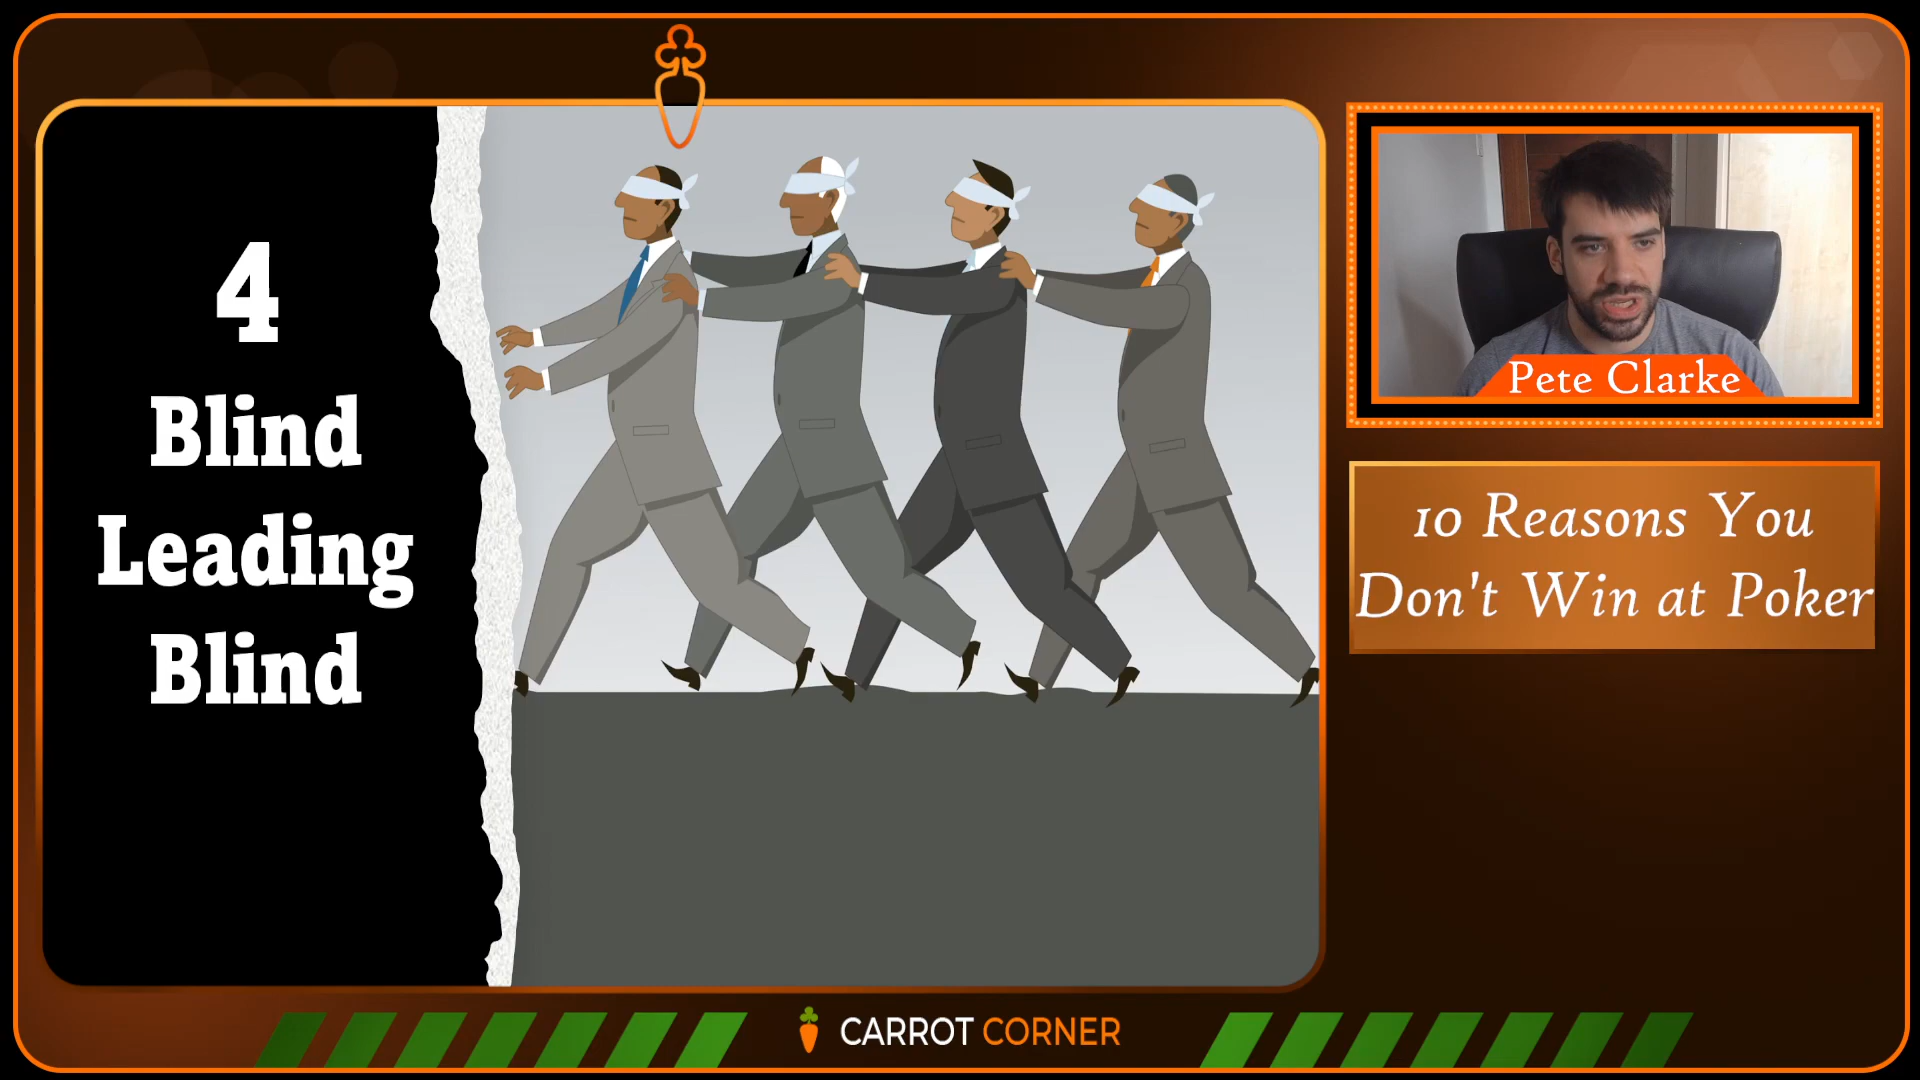 4
Blind
Leading
Blind
Pete Clarke
10 Reasons You
Don't Win at Poker
CARROT CORNER